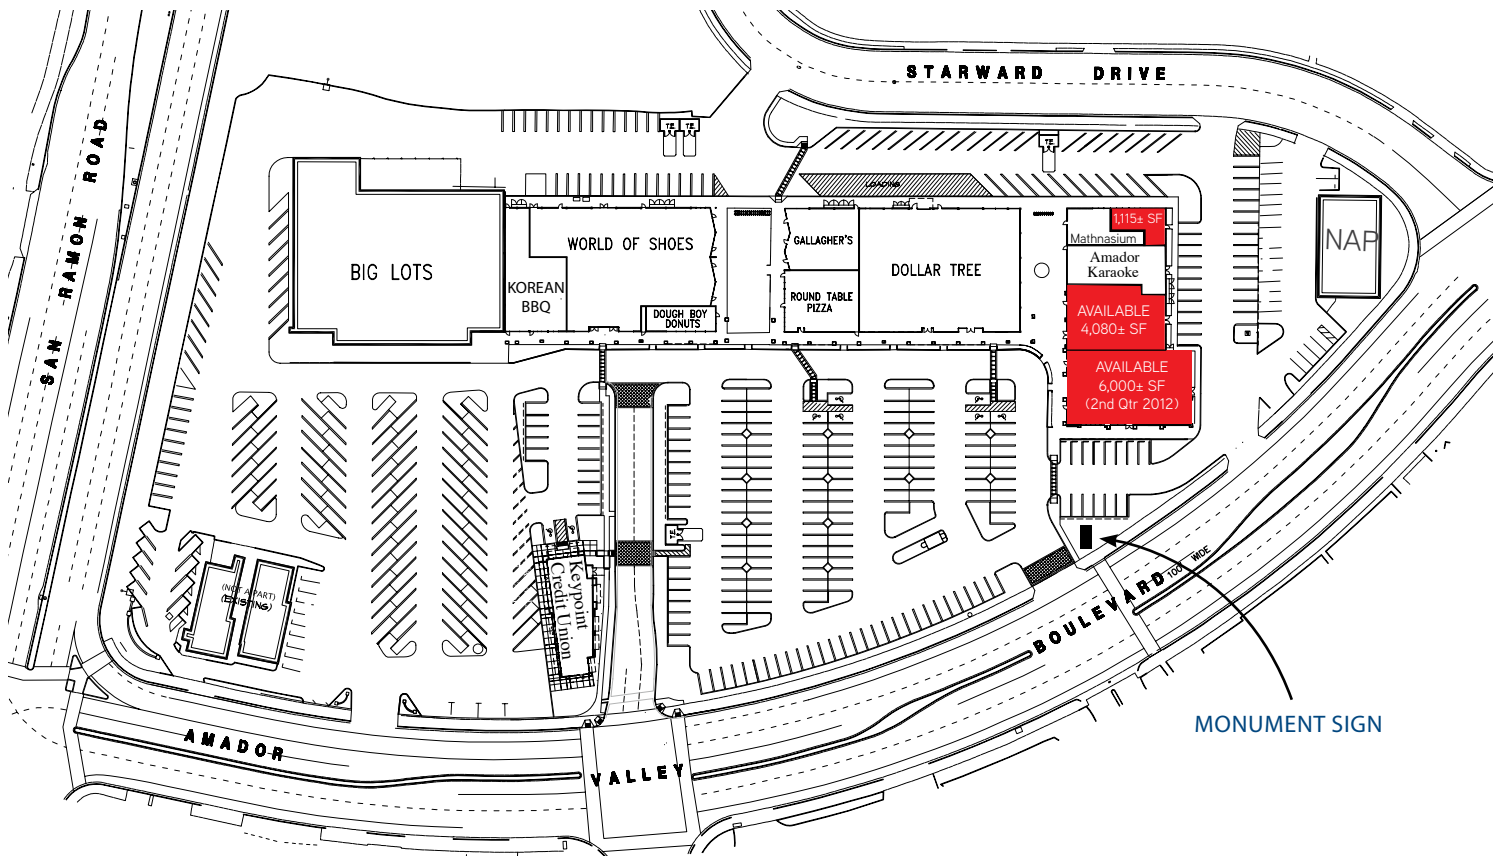 STARWARD DRIVE
SAN RAMON ROAD
T.E.
T.E.
T.E.
LOADING
1,115± SF
Mathnasium
NAP
GALLAGHER'S
WORLD OF SHOES
BIG LOTS
DOLLAR TREE
Amador
Karaoke
KOREAN
BBQ
ROUND TABLE
PIZZA
DOUGH BOY
DONUTS
AVAILABLE
4,080± SF
AVAILABLE
6,000± SF
(2nd Qtr 2012)
T.E.
(NOT A PART)
(EXISTING)
Keypoint
Credit Union
100' WIDE
MONUMENT SIGN
AMADOR VALLEY BOULEVARD